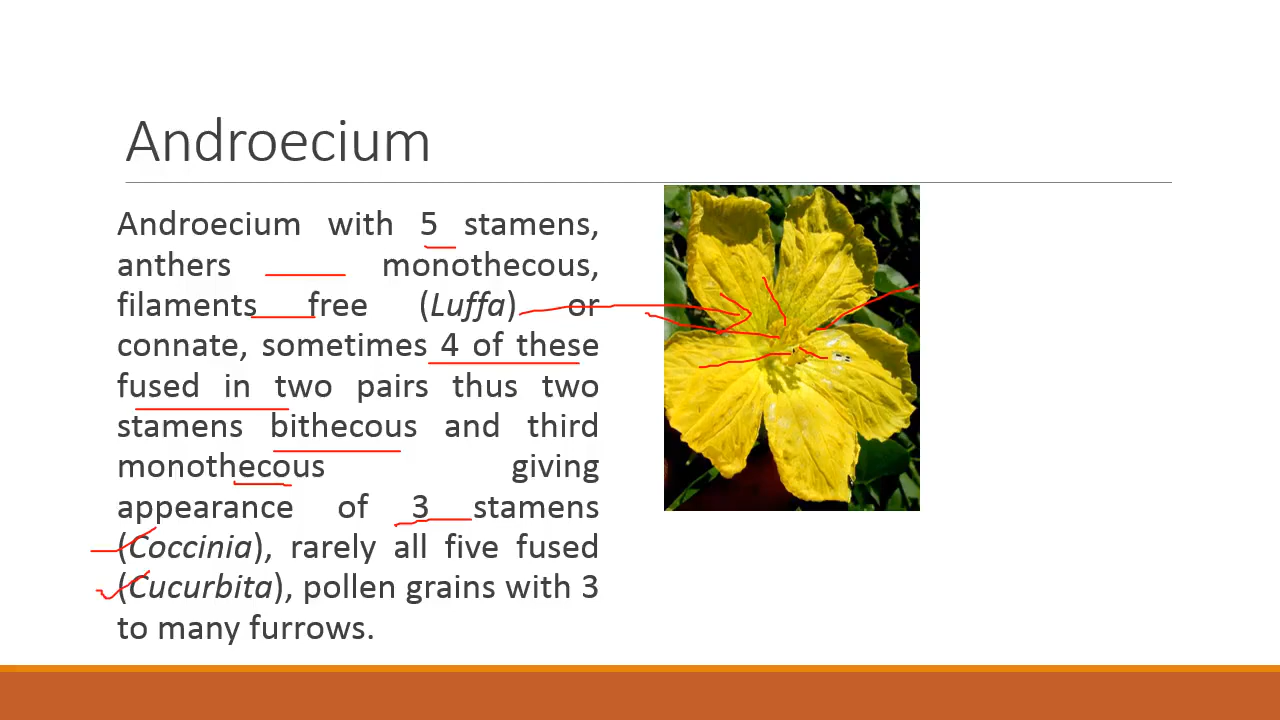 Androecium
Androecium with 5 stamens,
anthers monothecous,
filaments free (Luffa) or
connate, sometimes 4 of these
fused in two pairs thus two
stamens bithecous and third
monothecous giving
appearance of 3 stamens
(Coccinia), rarely all five fused
(Cucurbita), pollen grains with 3
to many furrows.